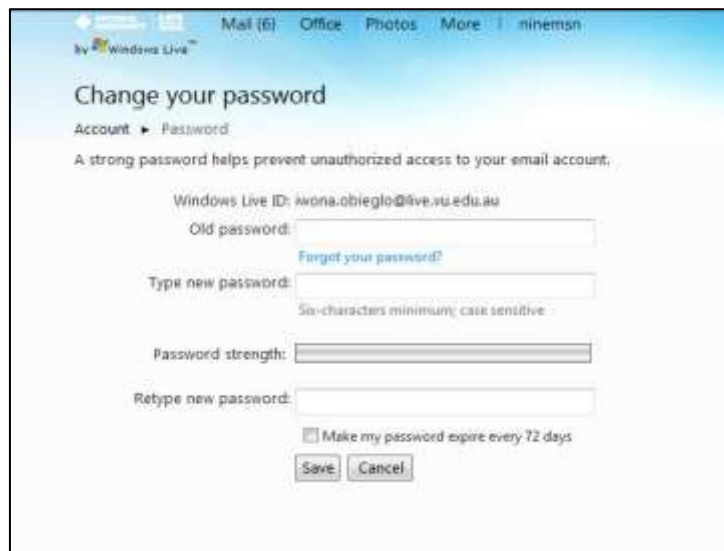 Mail (6) Office Photos More | ninemsn
by Windows Live™
Change your password
Account ▸ Password
A strong password helps prevent unauthorized access to your email account.
Windows Live ID: iwona.obieglo@live.vu.edu.au
Old password:
Forgot your password?
Type new password:
Six-characters minimum; case sensitive
Password strength:
Retype new password:
Make my password expire every 72 days
Save Cancel